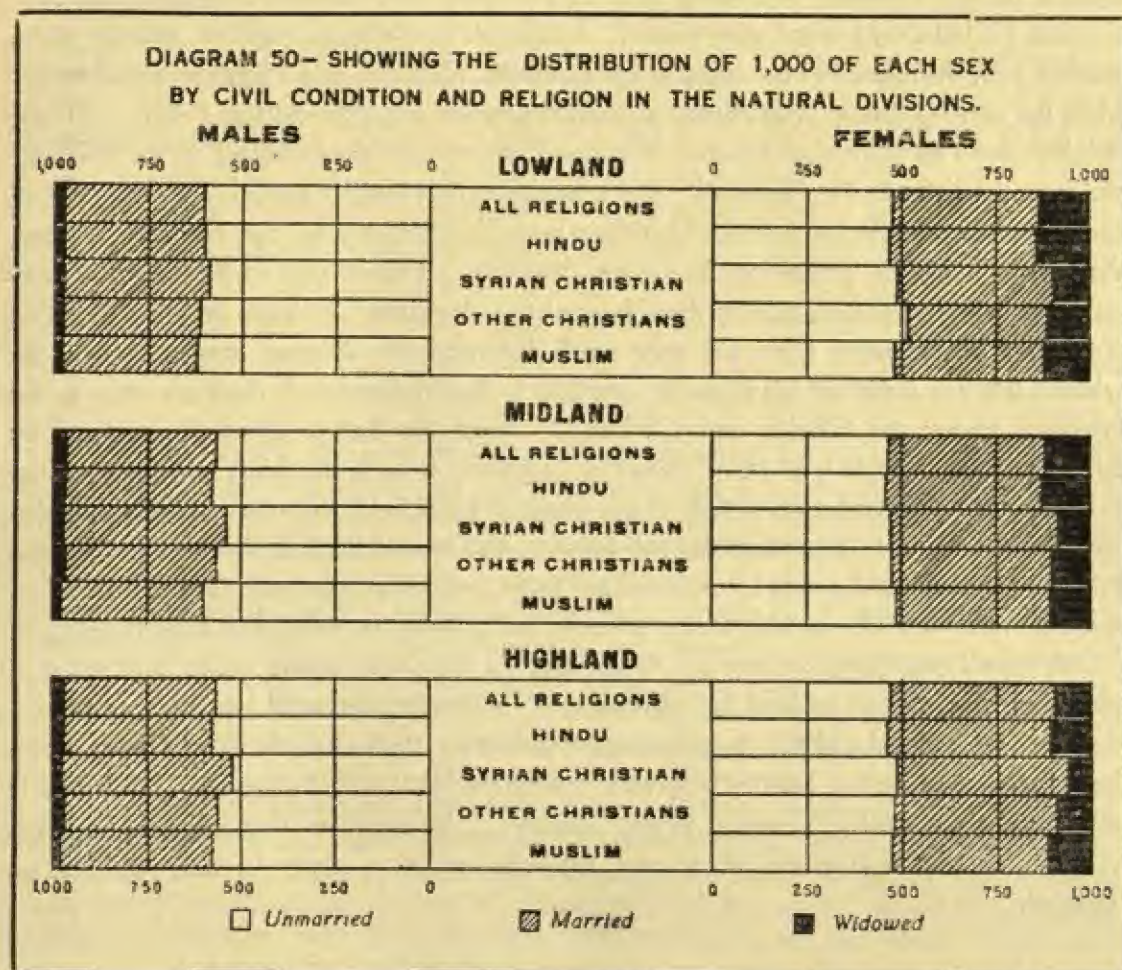 DIAGRAM 50– SHOWING THE DISTRIBUTION OF 1,000 OF EACH SEX
BY CIVIL CONDITION AND RELIGION IN THE NATURAL DIVISIONS.
MALES FEMALES
1,000 750 500 250 0 LOWLAND 0 250 500 750 1,000
ALL RELIGIONS
HINDU
SYRIAN CHRISTIAN
OTHER CHRISTIANS
MUSLIM
MIDLAND
ALL RELIGIONS
HINDU
SYRIAN CHRISTIAN
OTHER CHRISTIANS
MUSLIM
HIGHLAND
ALL RELIGIONS
HINDU
SYRIAN CHRISTIAN
OTHER CHRISTIANS
MUSLIM
1,000 750 500 250 0 0 250 500 750 1,000
Unmarried Married Widowed